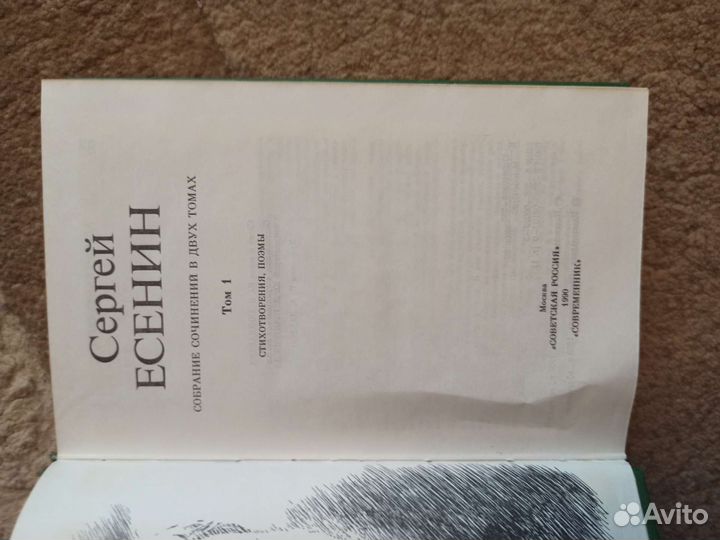 Сергей
ЕСЕНИН
СОБРАНИЕ СОЧИНЕНИЙ В ДВУХ ТОМАХ
Том 1
СТИХОТВОРЕНИЯ, ПОЭМЫ
Москва
«СОВЕТСКАЯ РОССИЯ»
1990
«СОВРЕМЕННИК»
Avito